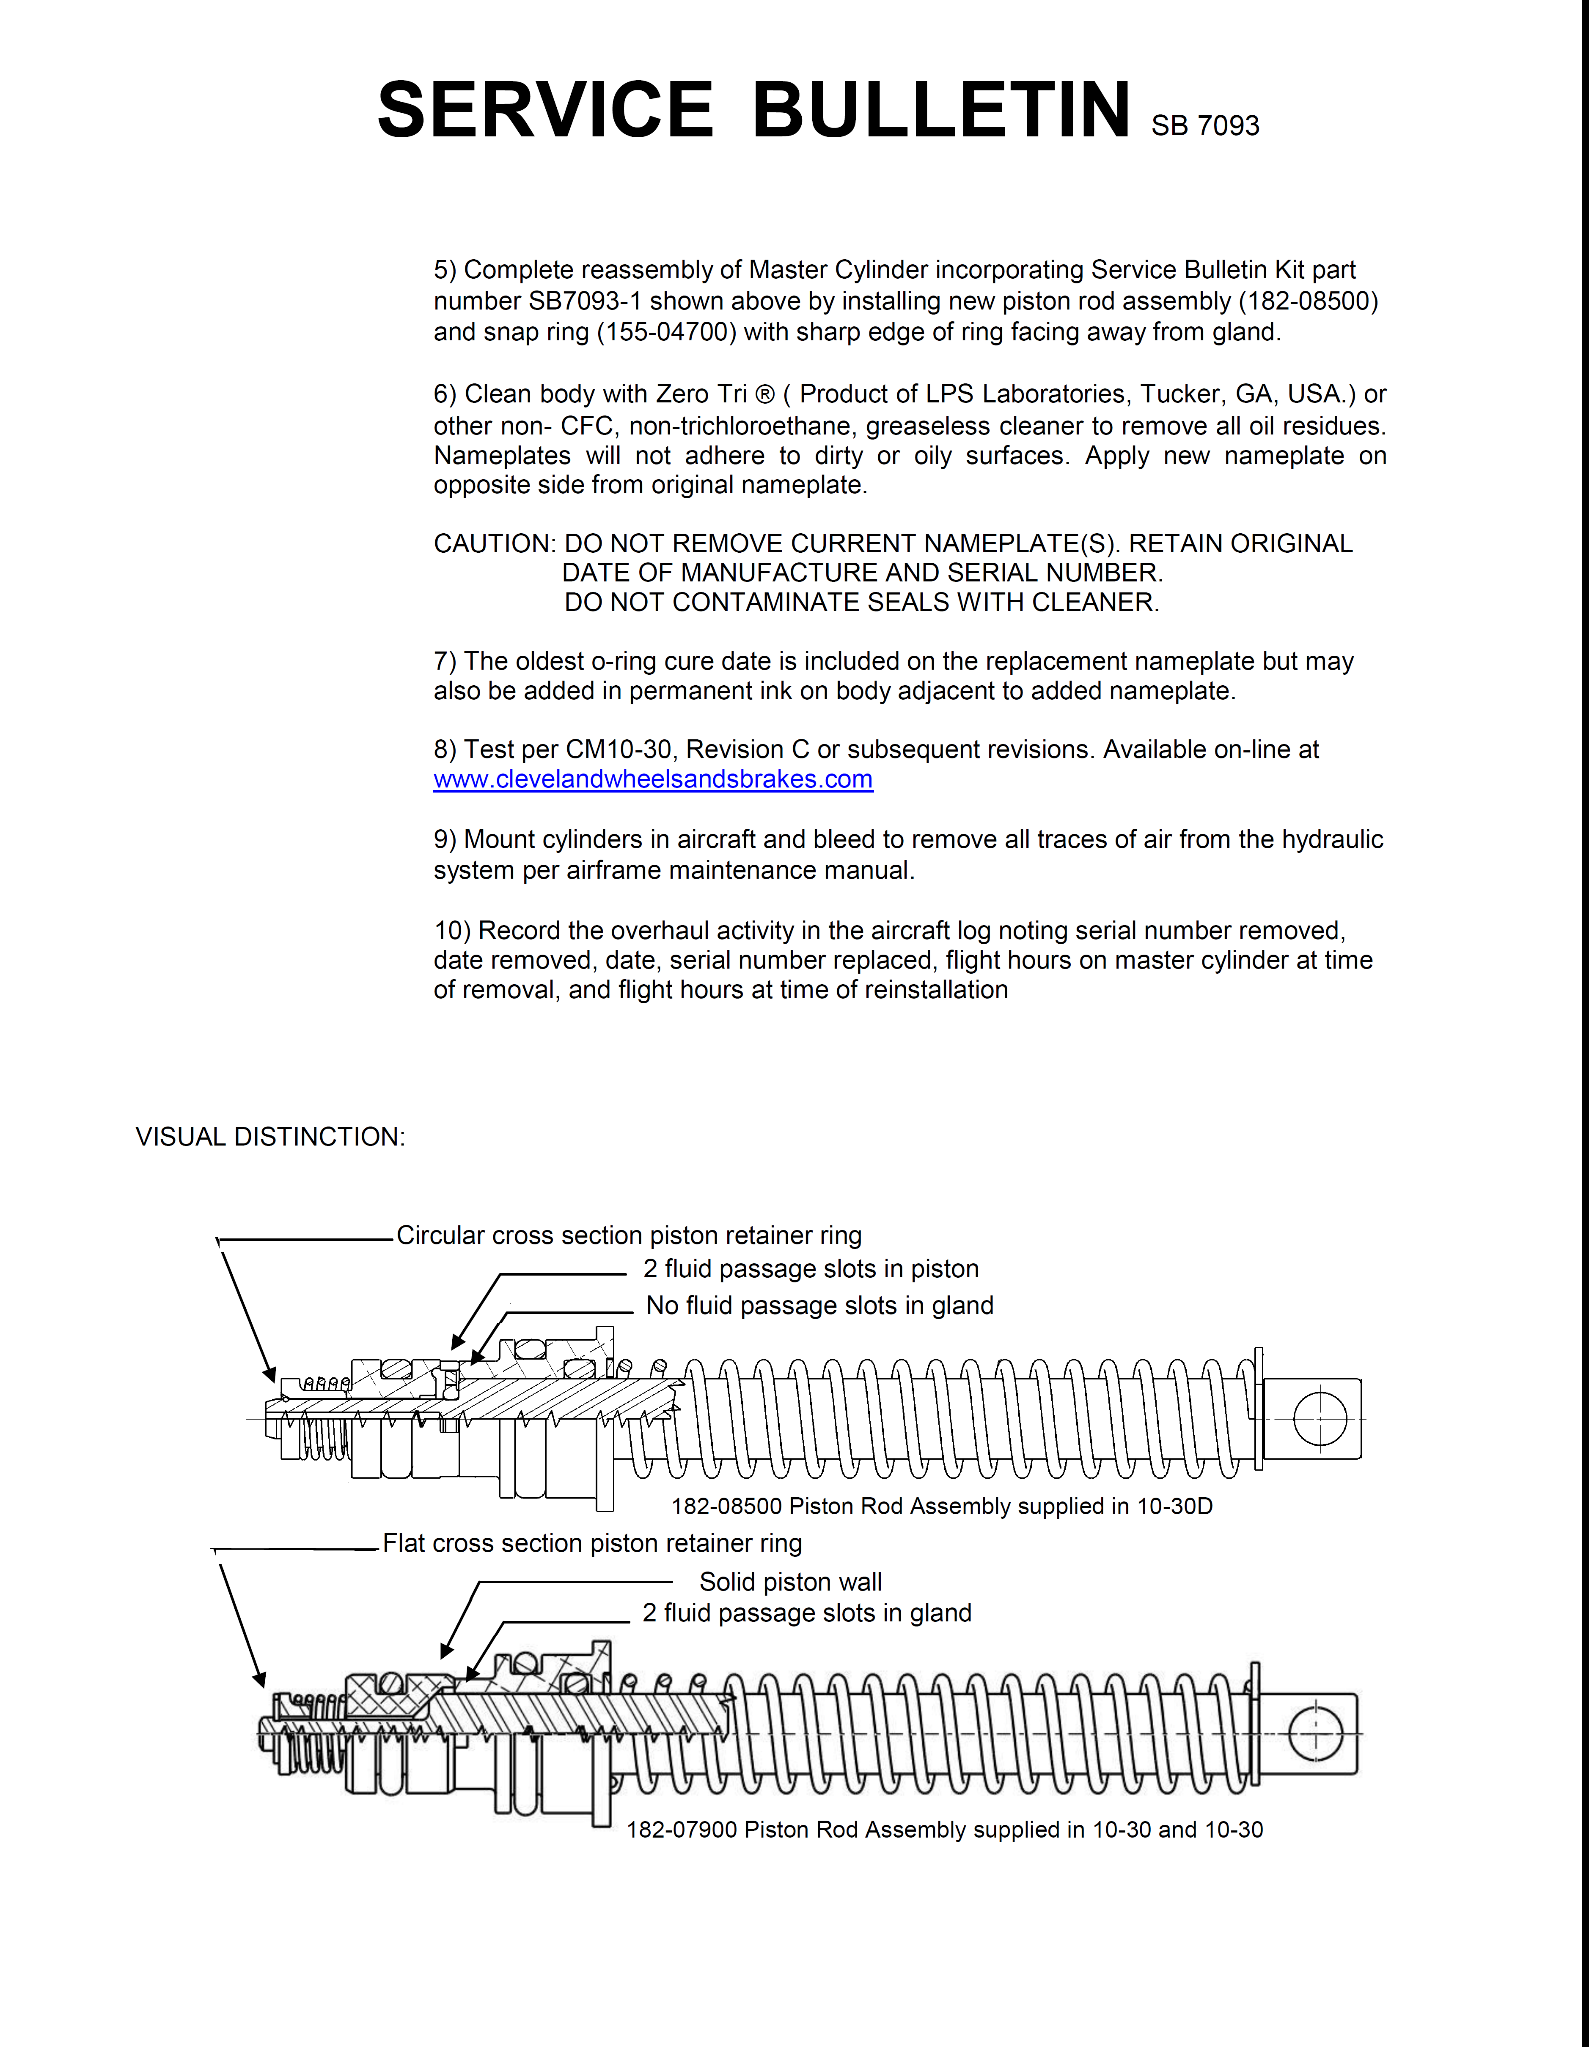 SERVICE BULLETIN SB 7093
5) Complete reassembly of Master Cylinder incorporating Service Bulletin Kit part
number SB7093-1 shown above by installing new piston rod assembly (182-08500)
and snap ring (155-04700) with sharp edge of ring facing away from gland.
6) Clean body with Zero Tri ® ( Product of LPS Laboratories, Tucker, GA, USA.) or
other non- CFC, non-trichloroethane, greaseless cleaner to remove all oil residues.
Nameplates will not adhere to dirty or oily surfaces. Apply new nameplate on
opposite side from original nameplate.
CAUTION: DO NOT REMOVE CURRENT NAMEPLATE(S). RETAIN ORIGINAL
DATE OF MANUFACTURE AND SERIAL NUMBER.
DO NOT CONTAMINATE SEALS WITH CLEANER.
7) The oldest o-ring cure date is included on the replacement nameplate but may
also be added in permanent ink on body adjacent to added nameplate.
8) Test per CM10-30, Revision C or subsequent revisions. Available on-line at
www.clevelandwheelsandsbrakes.com
9) Mount cylinders in aircraft and bleed to remove all traces of air from the hydraulic
system per airframe maintenance manual.
10) Record the overhaul activity in the aircraft log noting serial number removed,
date removed, date, serial number replaced, flight hours on master cylinder at time
of removal, and flight hours at time of reinstallation
VISUAL DISTINCTION:
Circular cross section piston retainer ring
2 fluid passage slots in piston
No fluid passage slots in gland
182-08500 Piston Rod Assembly supplied in 10-30D
Flat cross section piston retainer ring
Solid piston wall
2 fluid passage slots in gland
182-07900 Piston Rod Assembly supplied in 10-30 and 10-30